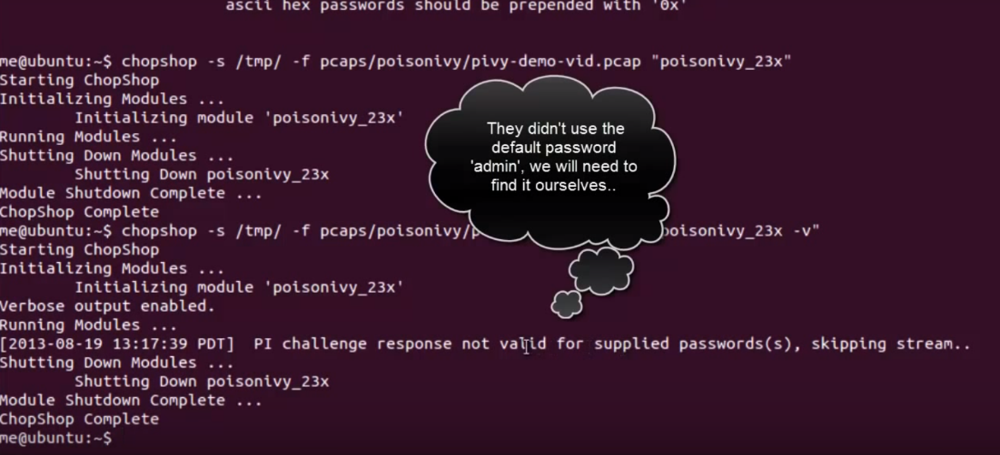 ascii hex passwords should be prepended with '0x'
me@ubuntu:~$ chopshop -s /tmp/ -f pcaps/poisonivy/pivy-demo-vid.pcap "poisonivy_23x"
Starting ChopShop
Initializing Modules ...
Initializing module 'poisonivy_23x'
Running Modules ...
Shutting Down Modules ...
Shutting Down poisonivy_23x
Module Shutdown Complete ...
ChopShop Complete
me@ubuntu:~$ chopshop -s /tmp/ -f pcaps/poisonivy/ poisonivy_23x -v"
Starting ChopShop
Initializing Modules ...
Initializing module 'poisonivy_23x'
Verbose output enabled.
Running Modules ...
[2013-08-19 13:17:39 PDT] PI challenge response not valid for supplied passwords(s), skipping stream..
Shutting Down Modules ...
Shutting Down poisonivy_23x
Module Shutdown Complete ...
ChopShop Complete
me@ubuntu:~$
They didn't use the
default password
'admin', we will need to
find it ourselves..